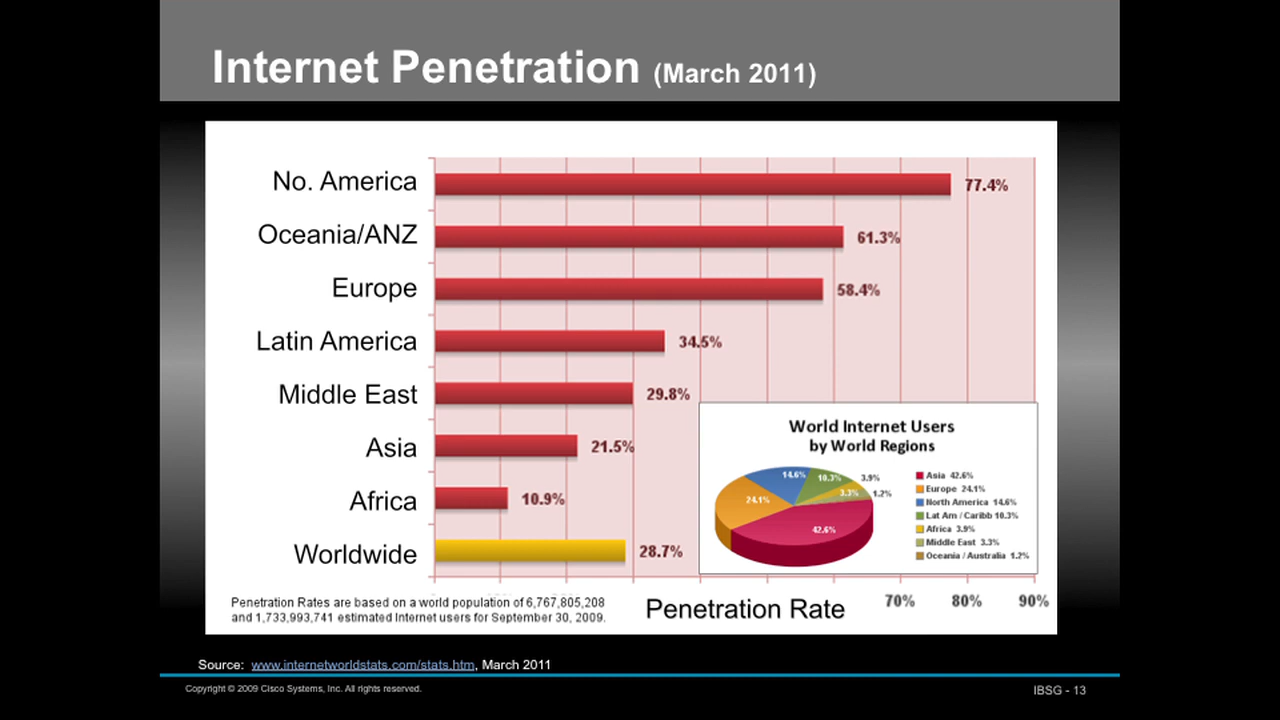 Internet Penetration (March 2011)
No. America
77.4%
Oceania/ANZ
61.3%
Europe
58.4%
Latin America
34.5%
Middle East
29.8%
Asia
21.5%
Africa
10.9%
Worldwide
28.7%
World Internet Users
by World Regions
14.6%
10.3%
3.9%
3.3%
1.2%
24.1%
42.6%
Asia 42.6%
Europe 24.1%
North America 14.6%
Lat Am / Caribb 10.3%
Africa 3.9%
Middle East 3.3%
Oceania / Australia 1.2%
Penetration Rate
70% 80% 90%
Penetration Rates are based on a world population of 6,767,805,208
and 1,733,993,741 estimated Internet users for September 30, 2009.
Source: www.internetworldstats.com/stats.htm, March 2011
Copyright © 2009 Cisco Systems, Inc. All rights reserved.
IBSG - 13